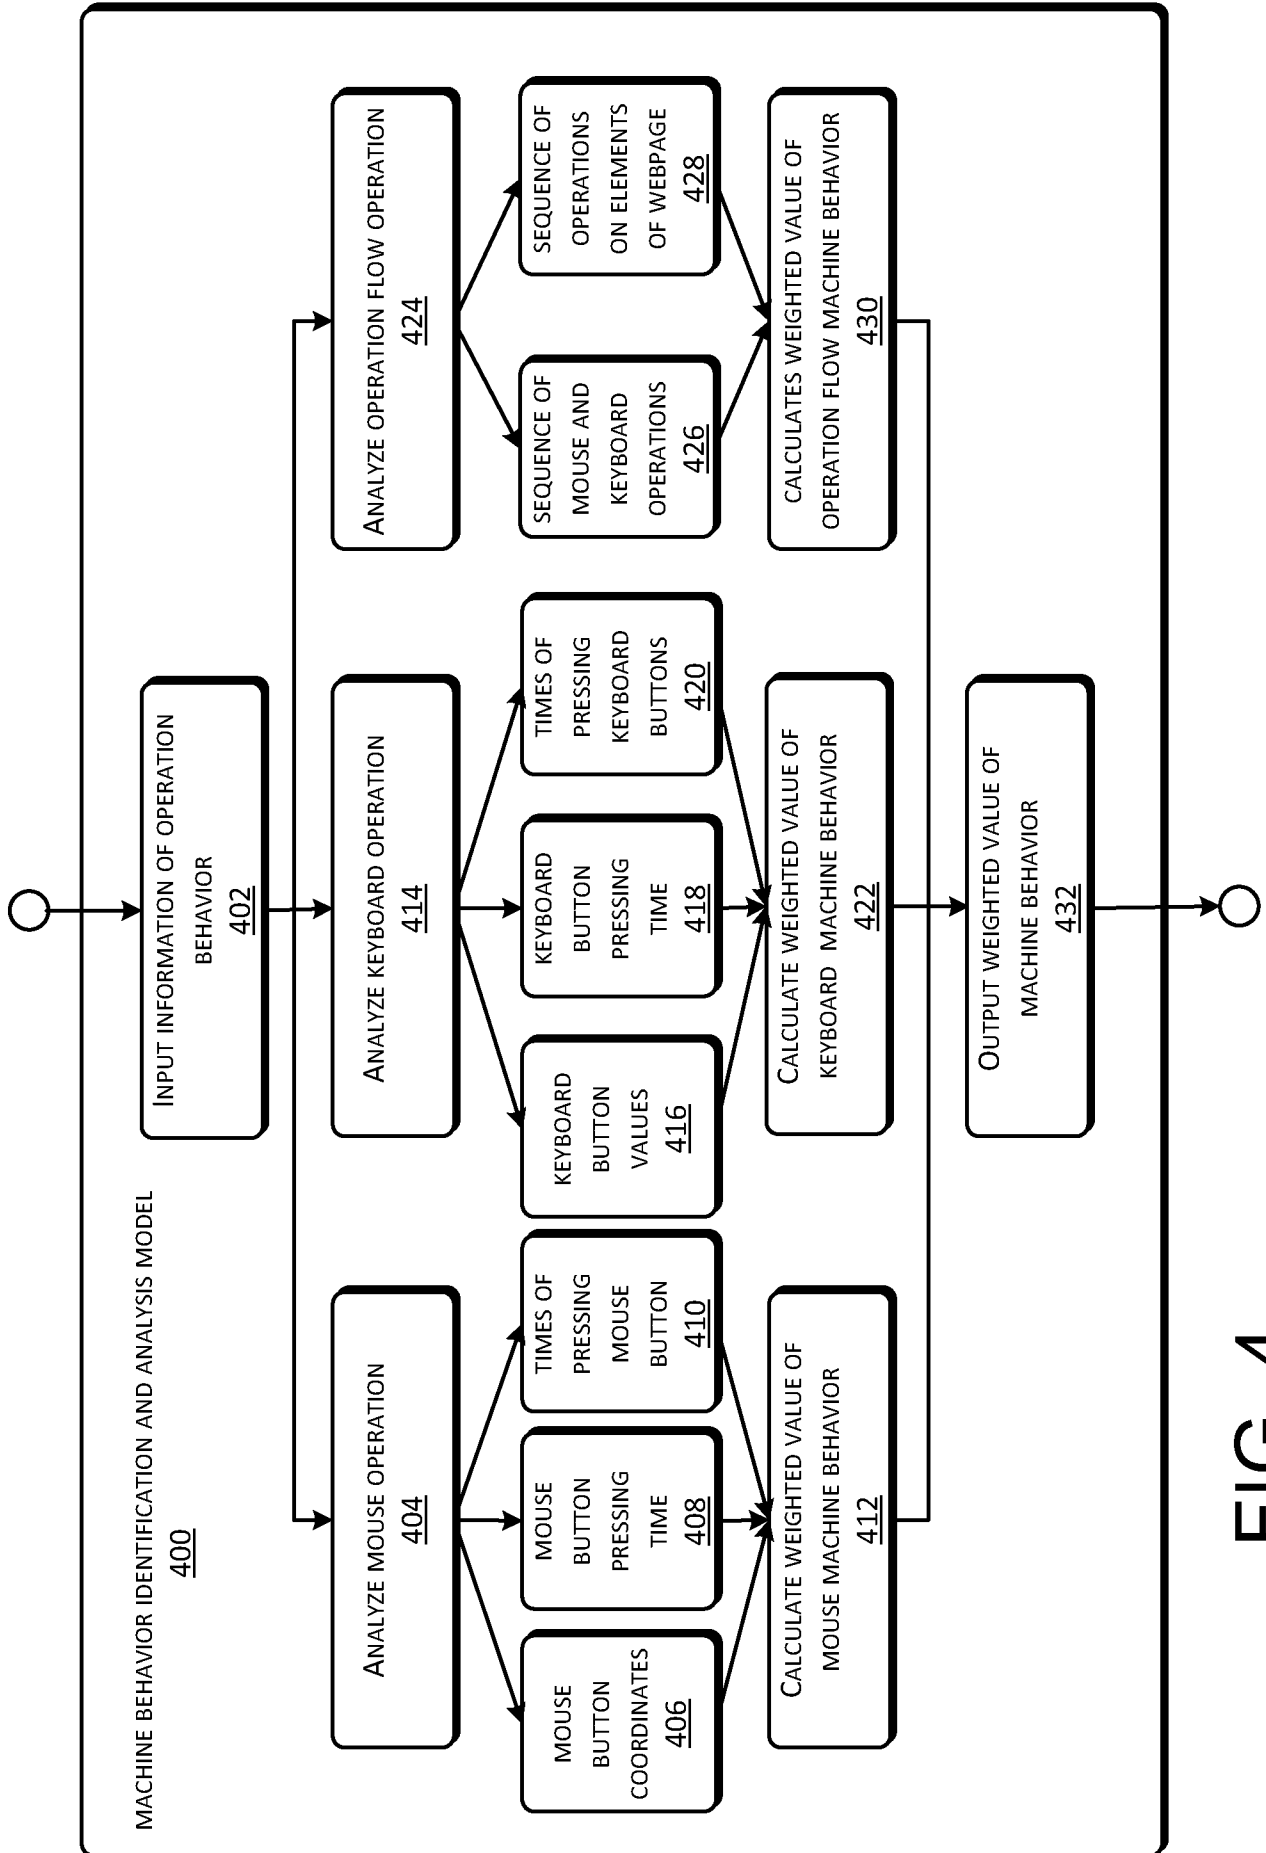 MACHINE BEHAVIOR IDENTIFICATION AND ANALYSIS MODEL
400
INPUT INFORMATION OF OPERATION
BEHAVIOR
402
ANALYZE MOUSE OPERATION
404
ANALYZE KEYBOARD OPERATION
414
ANALYZE OPERATION FLOW OPERATION
424
MOUSE
BUTTON
COORDINATES
406
MOUSE
BUTTON
PRESSING
TIME
408
TIMES OF
PRESSING
MOUSE
BUTTON
410
KEYBOARD
BUTTON
VALUES
416
KEYBOARD
BUTTON
PRESSING
TIME
418
TIMES OF
PRESSING
KEYBOARD
BUTTONS
420
SEQUENCE OF
MOUSE AND
KEYBOARD
OPERATIONS
426
SEQUENCE OF
OPERATIONS
ON ELEMENTS
OF WEBPAGE
428
CALCULATE WEIGHTED VALUE OF
MOUSE MACHINE BEHAVIOR
412
CALCULATE WEIGHTED VALUE OF
KEYBOARD MACHINE BEHAVIOR
422
CALCULATES WEIGHTED VALUE OF
OPERATION FLOW MACHINE BEHAVIOR
430
OUTPUT WEIGHTED VALUE OF
MACHINE BEHAVIOR
432
FIG. 4